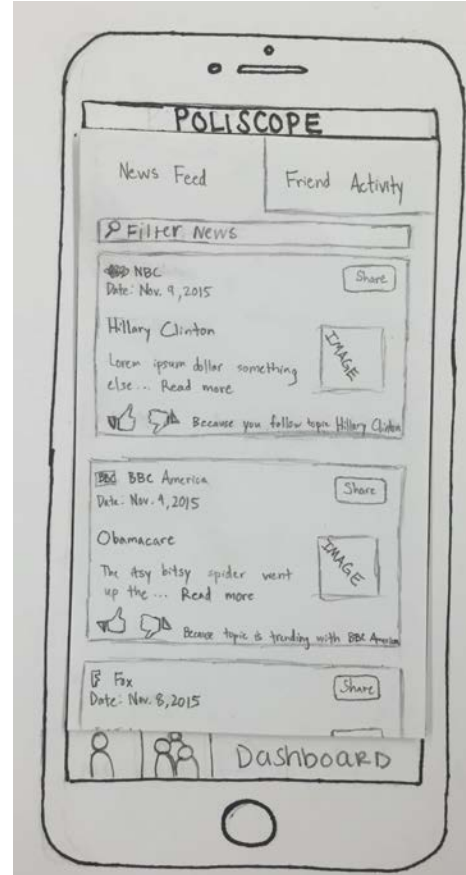 POLISCOPE
News Feed
Friend Activity
Filter News
NBC
Share
Date: Nov. 9, 2015
Hillary Clinton
IMAGE
Lorem ipsum dollar something
else... Read more
Because you follow topic Hillary Clinton
BBC BBC America
Share
Date: Nov. 9, 2015
Obamacare
IMAGE
The itsy bitsy spider went
up the ... Read more
Because topic is trending with BBC America
F Fox
Share
Date: Nov. 8, 2015
Dashboard